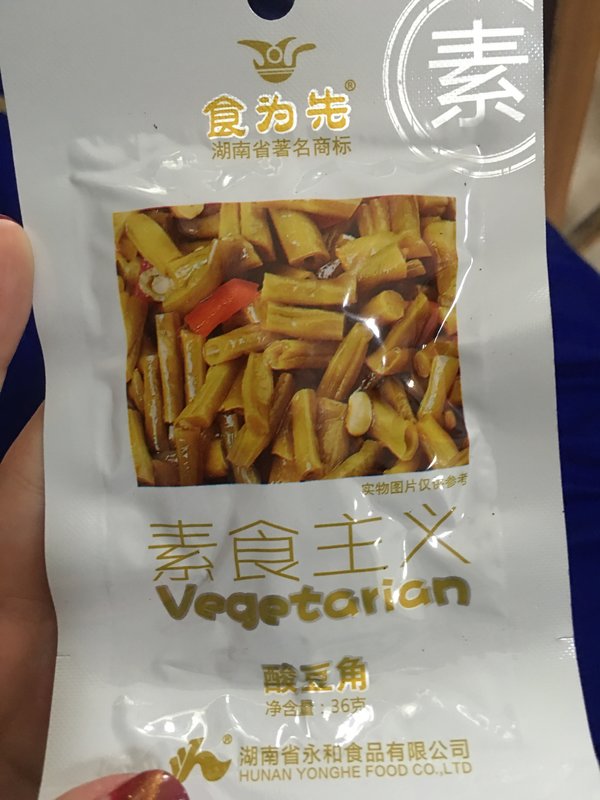 素
食为先®
湖南省著名商标
实物图片仅供参考
素食主义
Vegetarian
酸豆角
净含量：36克
®
湖南省永和食品有限公司
HUNAN YONGHE FOOD CO.,LTD